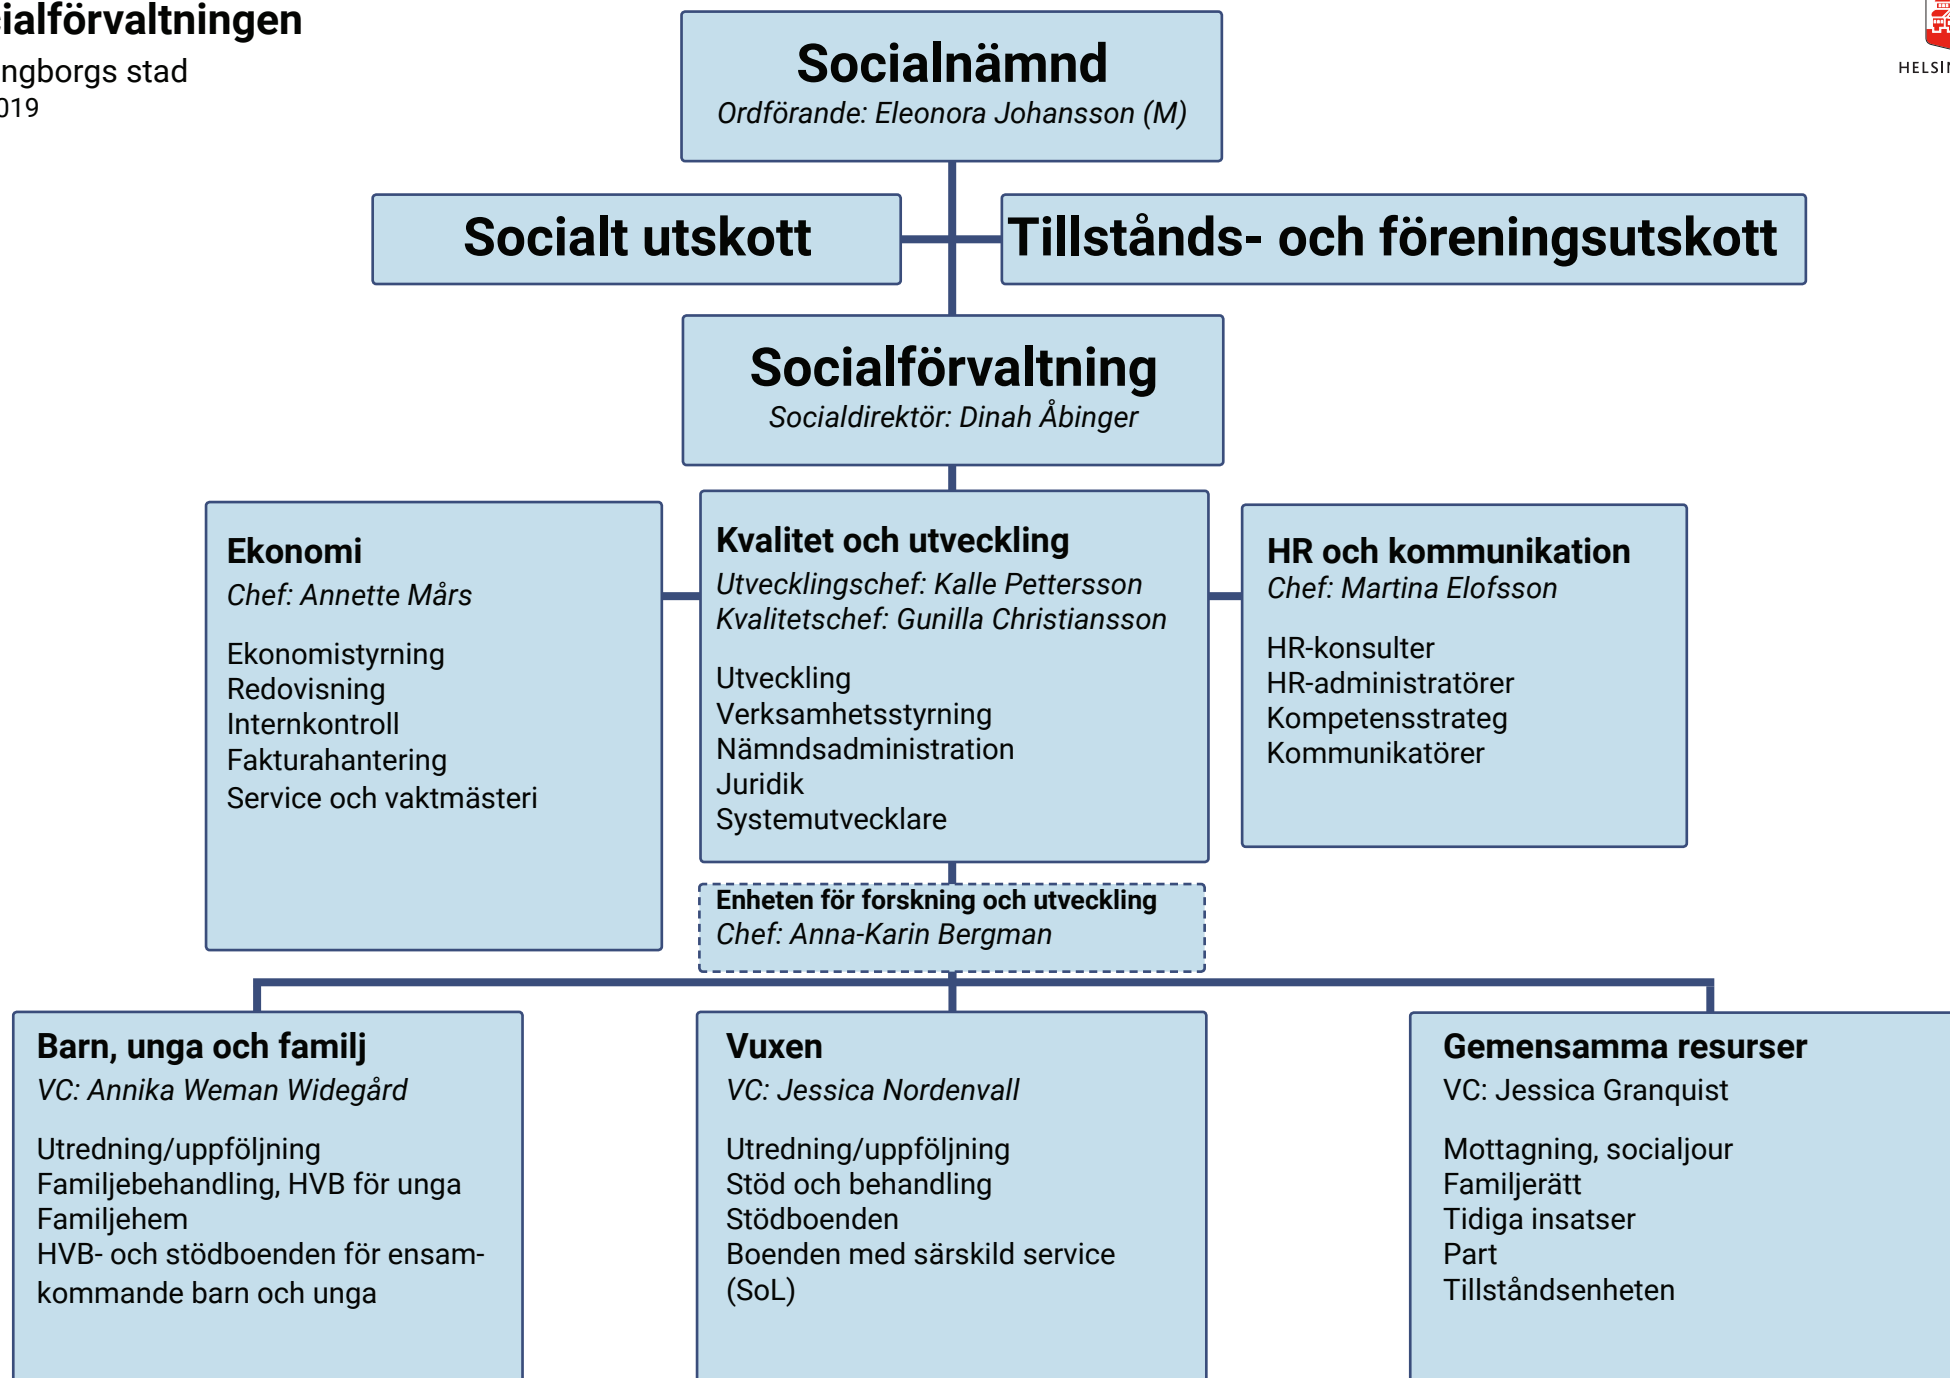 cialförvaltningen
ngborgs stad
019
HELSIN
Socialnämnd
Ordförande: Eleonora Johansson (M)
Socialt utskott
Tillstånds- och föreningsutskott
Socialförvaltning
Socialdirektör: Dinah Åbinger
Ekonomi
Chef: Annette Mårs
Ekonomistyrning
Redovisning
Internkontroll
Fakturahantering
Service och vaktmästeri
Kvalitet och utveckling
Utvecklingschef: Kalle Pettersson
Kvalitetschef: Gunilla Christiansson
Utveckling
Verksamhetsstyrning
Nämndsadministration
Juridik
Systemutvecklare
HR och kommunikation
Chef: Martina Elofsson
HR-konsulter
HR-administratörer
Kompetensstrateg
Kommunikatörer
Enheten för forskning och utveckling
Chef: Anna-Karin Bergman
Barn, unga och familj
VC: Annika Weman Widegård
Utredning/uppföljning
Familjebehandling, HVB för unga
Familjehem
HVB- och stödboenden för ensam-
kommande barn och unga
Vuxen
VC: Jessica Nordenvall
Utredning/uppföljning
Stöd och behandling
Stödboenden
Boenden med särskild service
(SoL)
Gemensamma resurser
VC: Jessica Granquist
Mottagning, socialjour
Familjerätt
Tidiga insatser
Part
Tillståndsenheten